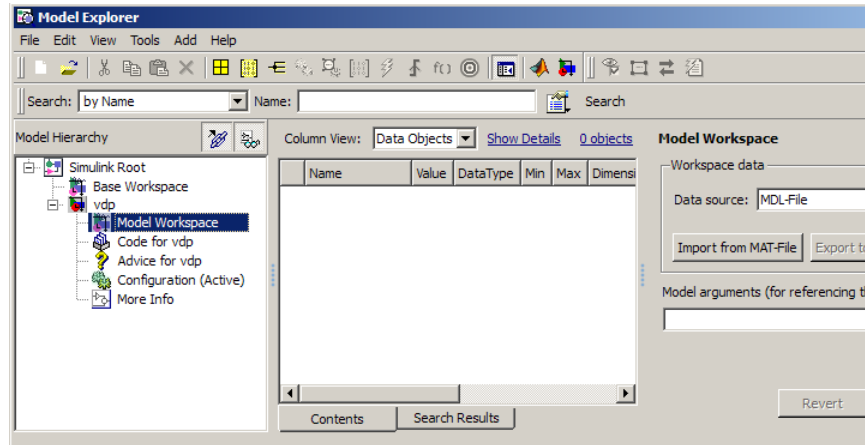 Model Explorer
File Edit View Tools Add Help
f()
Search: by Name Name: Search
Model Hierarchy
Simulink Root
Base Workspace
vdp
Model Workspace
Code for vdp
Advice for vdp
Configuration (Active)
More Info
Column View: Data Objects Show Details 0 objects
Name Value DataType Min Max Dimensi
Contents Search Results
Model Workspace
Workspace data
Data source: MDL-File
Import from MAT-File Export t
Model arguments (for referencing t
Revert